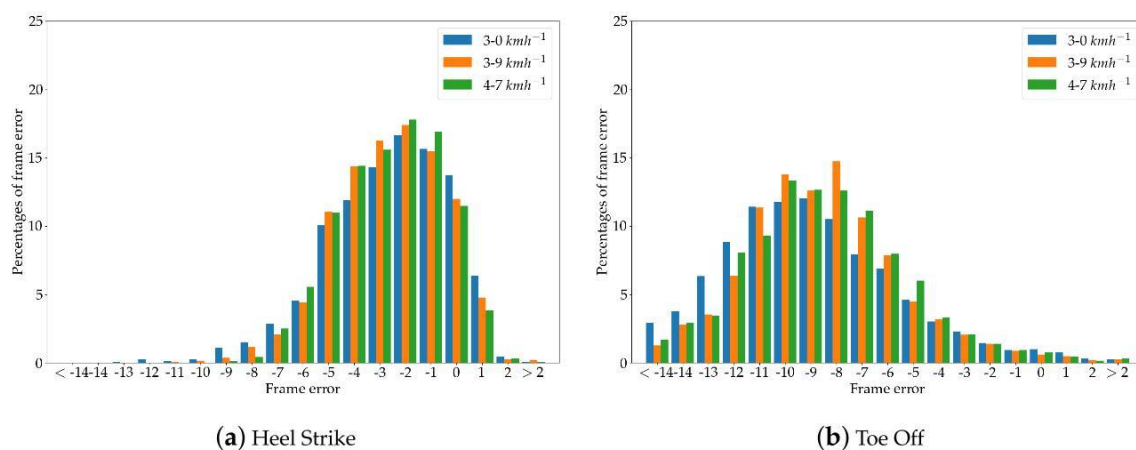 25
20
15
10
5
0
Percentages of frame error
3-0 kmh⁻¹
3-9 kmh⁻¹
4-7 kmh⁻¹
< -14 -14 -13 -12 -11 -10 -9 -8 -7 -6 -5 -4 -3 -2 -1 0 1 2 > 2
Frame error
(a) Heel Strike
25
20
15
10
5
0
Percentages of frame error
3-0 kmh⁻¹
3-9 kmh⁻¹
4-7 kmh⁻¹
< -14 -14 -13 -12 -11 -10 -9 -8 -7 -6 -5 -4 -3 -2 -1 0 1 2 > 2
Frame error
(b) Toe Off